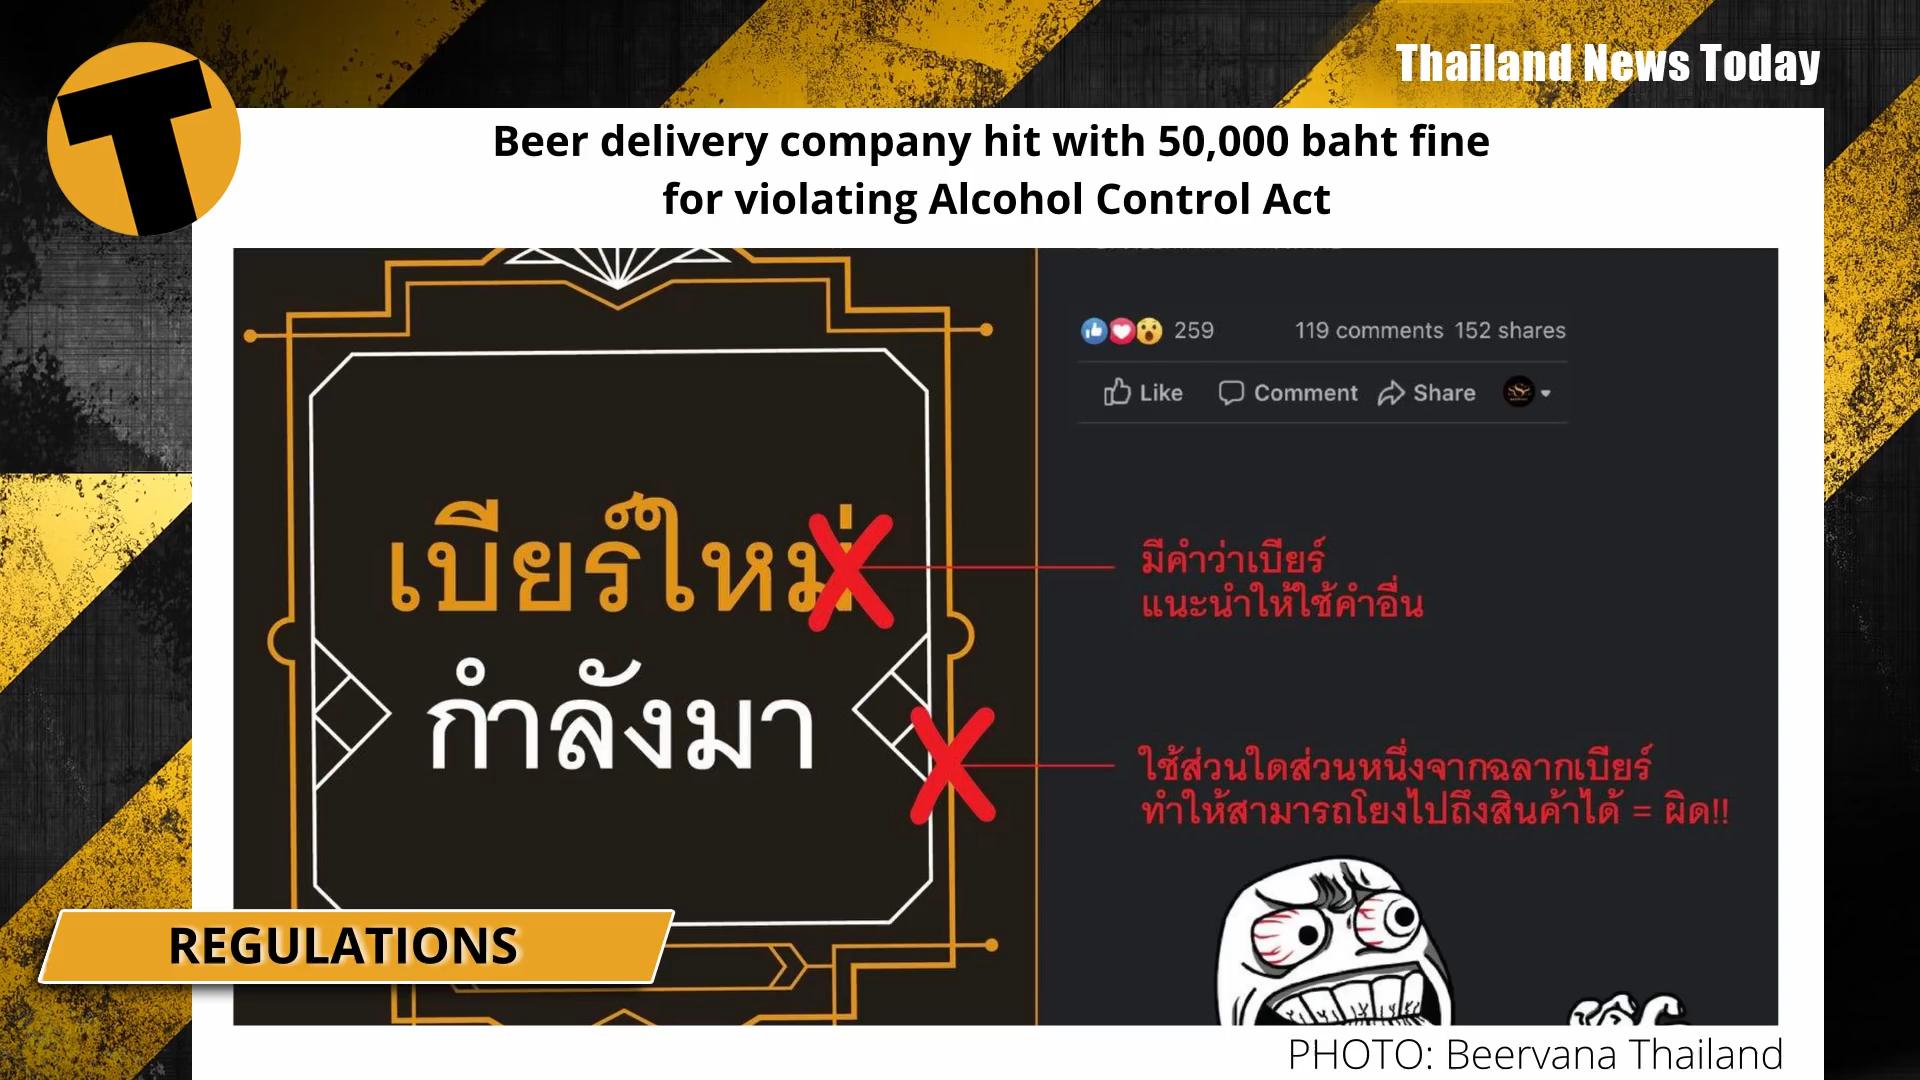 Thailand News Today
T
Beer delivery company hit with 50,000 baht fine
for violating Alcohol Control Act
259 119 comments 152 shares
Like Comment Share
เบียร์ใหม่
กำลังมา
มีคำว่าเบียร์
แนะนำให้ใช้คำอื่น
ใช้ส่วนใดส่วนหนึ่งจากฉลากเบียร์
ทำให้สามารถโยงไปถึงสินค้าได้ = ผิด!!
REGULATIONS
PHOTO: Beervana Thailand